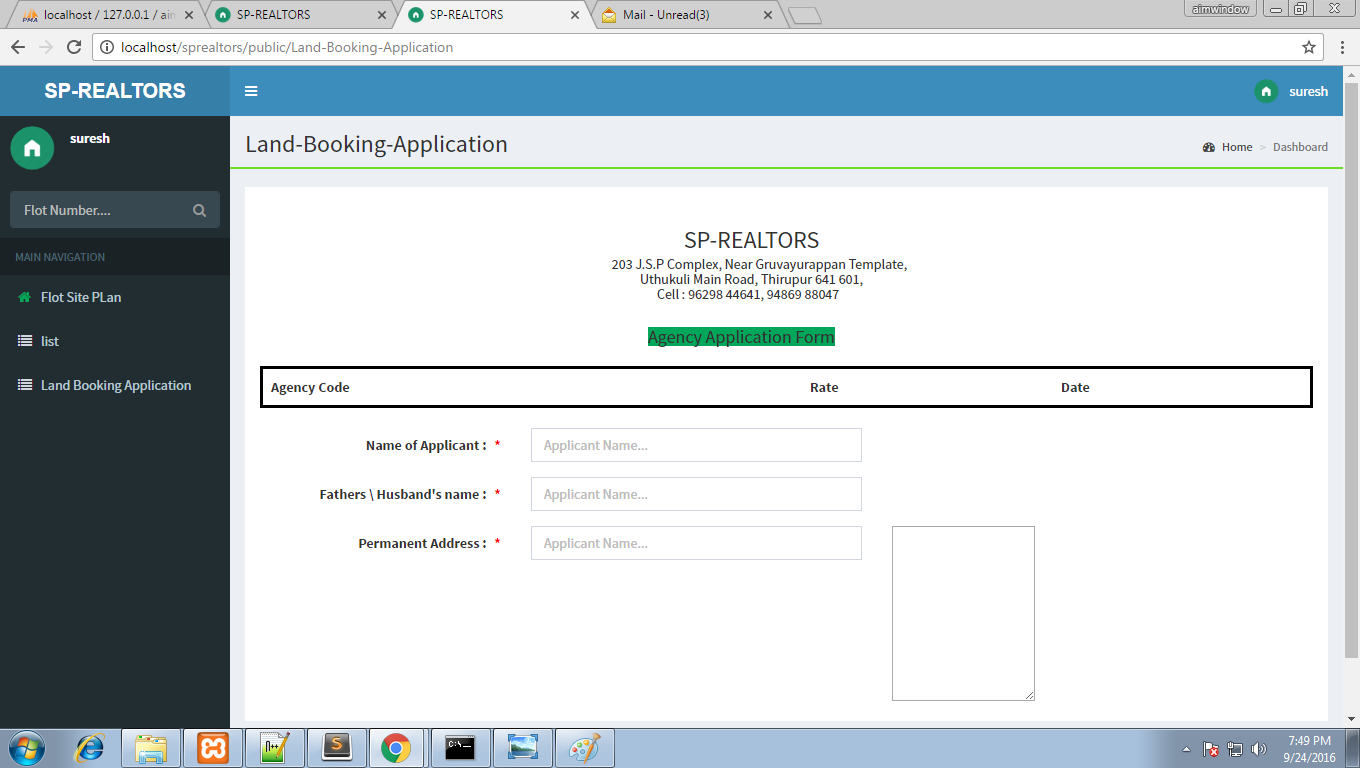 localhost / 127.0.0.1 / ain
SP-REALTORS
SP-REALTORS
Mail - Unread(3)
aimwindow
localhost/sprealtors/public/Land-Booking-Application
SP-REALTORS
suresh
suresh
Land-Booking-Application
Home > Dashboard
Flot Number....
MAIN NAVIGATION
Flot Site PLan
list
Land Booking Application
SP-REALTORS
203 J.S.P Complex, Near Gruvayurappan Template,
Uthukuli Main Road, Thirupur 641 601,
Cell : 96298 44641, 94869 88047
Agency Application Form
Agency Code Rate Date
Name of Applicant : * Applicant Name...
Fathers \ Husband's name : * Applicant Name...
Permanent Address : * Applicant Name...
7:49 PM
9/24/2016